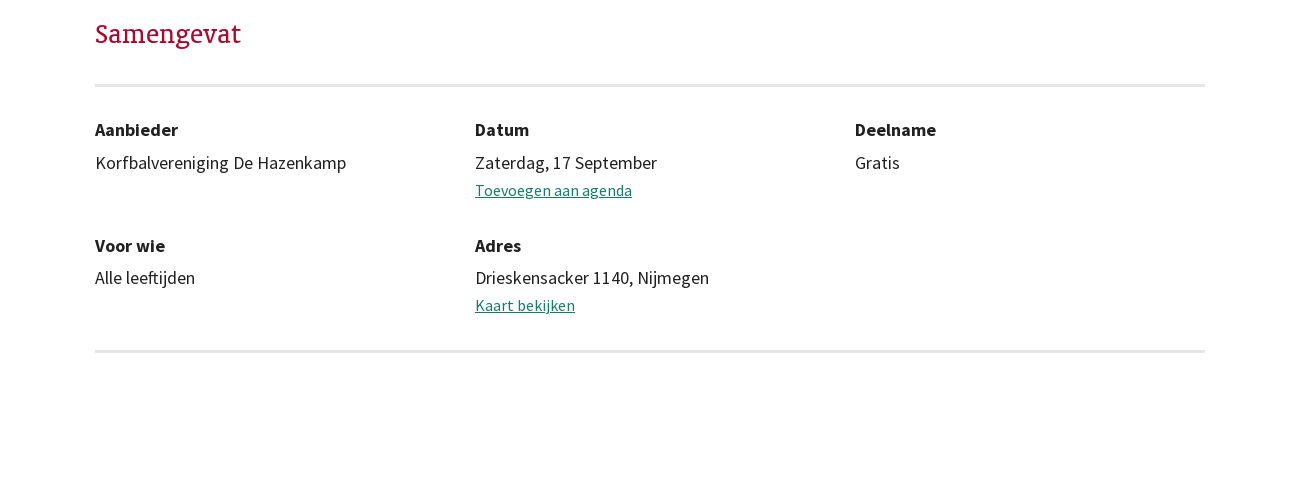 Samengevat
Aanbieder
Korfbalvereniging De Hazenkamp
Datum
Zaterdag, 17 September
Toevoegen aan agenda
Deelname
Gratis
Voor wie
Alle leeftijden
Adres
Drieskensacker 1140, Nijmegen
Kaart bekijken